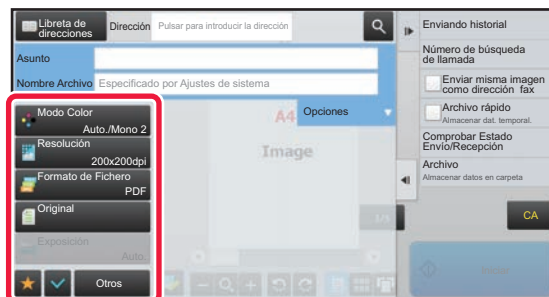 Libreta de
direcciones
Dirección
Pulsar para introducir la dirección
Asunto
Nombre Archivo
Especificado por Ajustes de sistema
Modo Color
Auto./Mono 2
Resolución
200x200dpi
Formato de Fichero
PDF
Original
Exposición
Auto.
Otros
A4
Opciones
Image
1/5
Enviando historial
Número de búsqueda
de llamada
Enviar misma imagen
como dirección fax
Archivo rápido
Almacenar dat. temporal.
Comprobar Estado
Envío/Recepción
Archivo
Almacenar datos en carpeta
CA